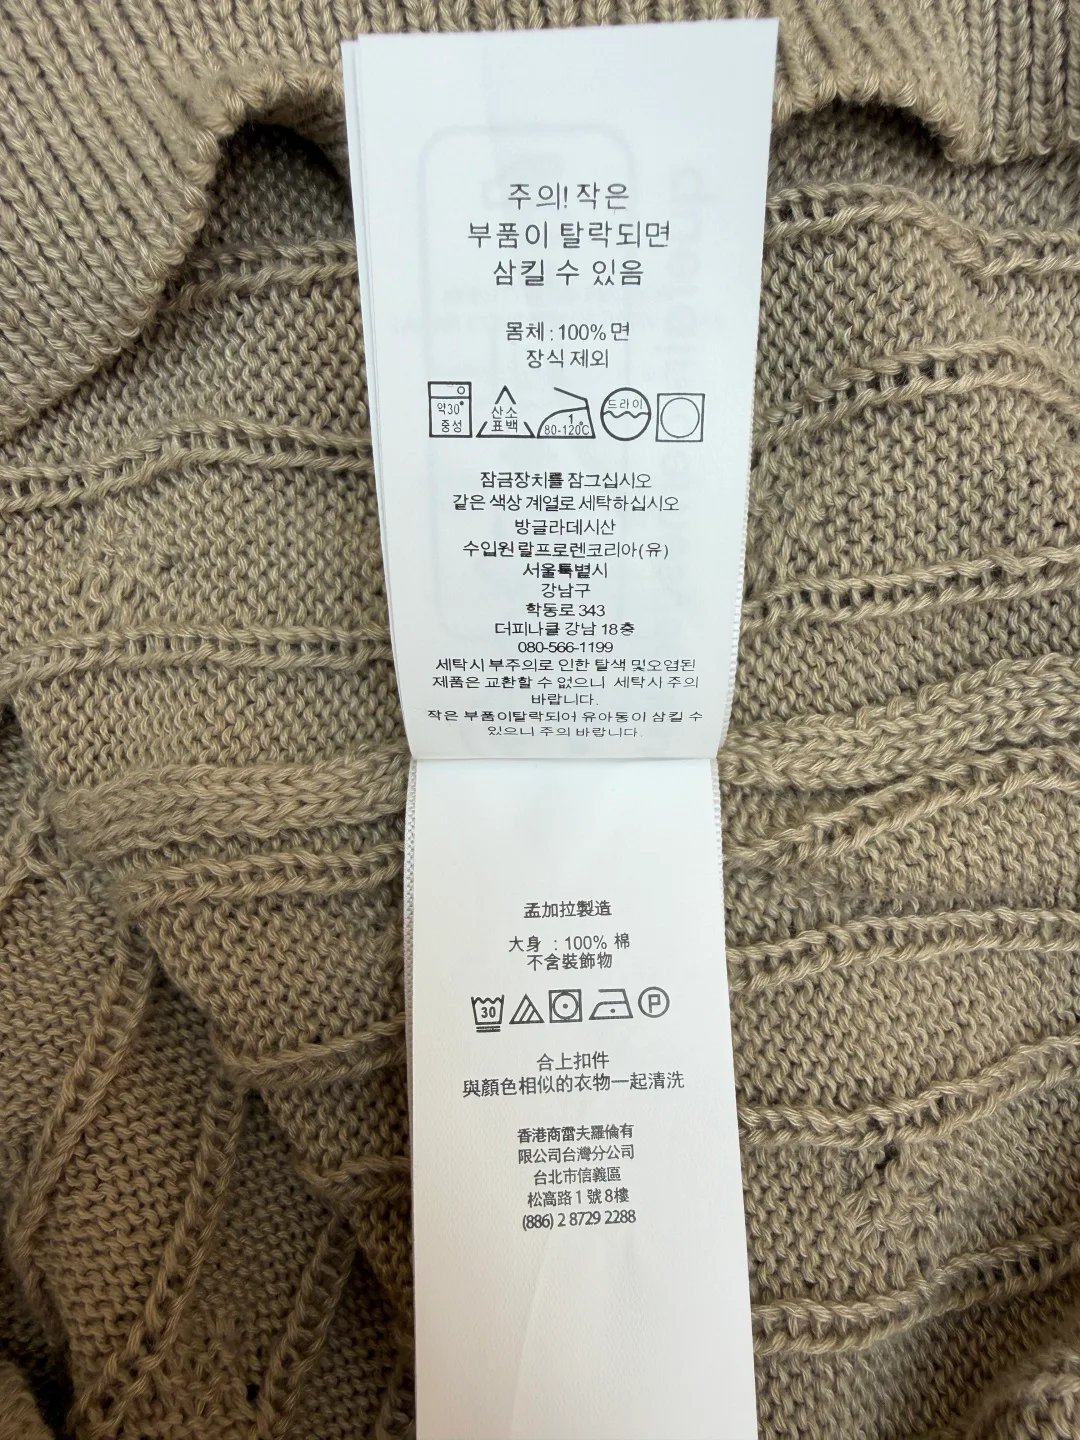 주의! 작은
부품이 탈락되면
삼킬 수 있음
몸체 : 100% 면
장식 제외
약30°
중성
산소
표백
1
80-120°C
드라이
잠금장치를 잠그십시오
같은 색상 계열로 세탁하십시오
방글라데시산
수입원 랄프로렌코리아(유)
서울특별시
강남구
학동로 343
더피나클 강남 18층
080-566-1199
세탁시 부주의로 인한 탈색 및오염된
제품은 교환할 수 없으니 세탁시 주의
바랍니다.
작은 부품이탈락되어 유아동이 삼킬 수
있으니 주의 바랍니다.
孟加拉製造
大身 : 100% 棉
不含裝飾物
30
P
合上扣件
與顏色相似的衣物一起清洗
香港商雷夫羅倫有
限公司台灣分公司
台北市信義區
松高路 1 號 8樓
(886) 2 8729 2288